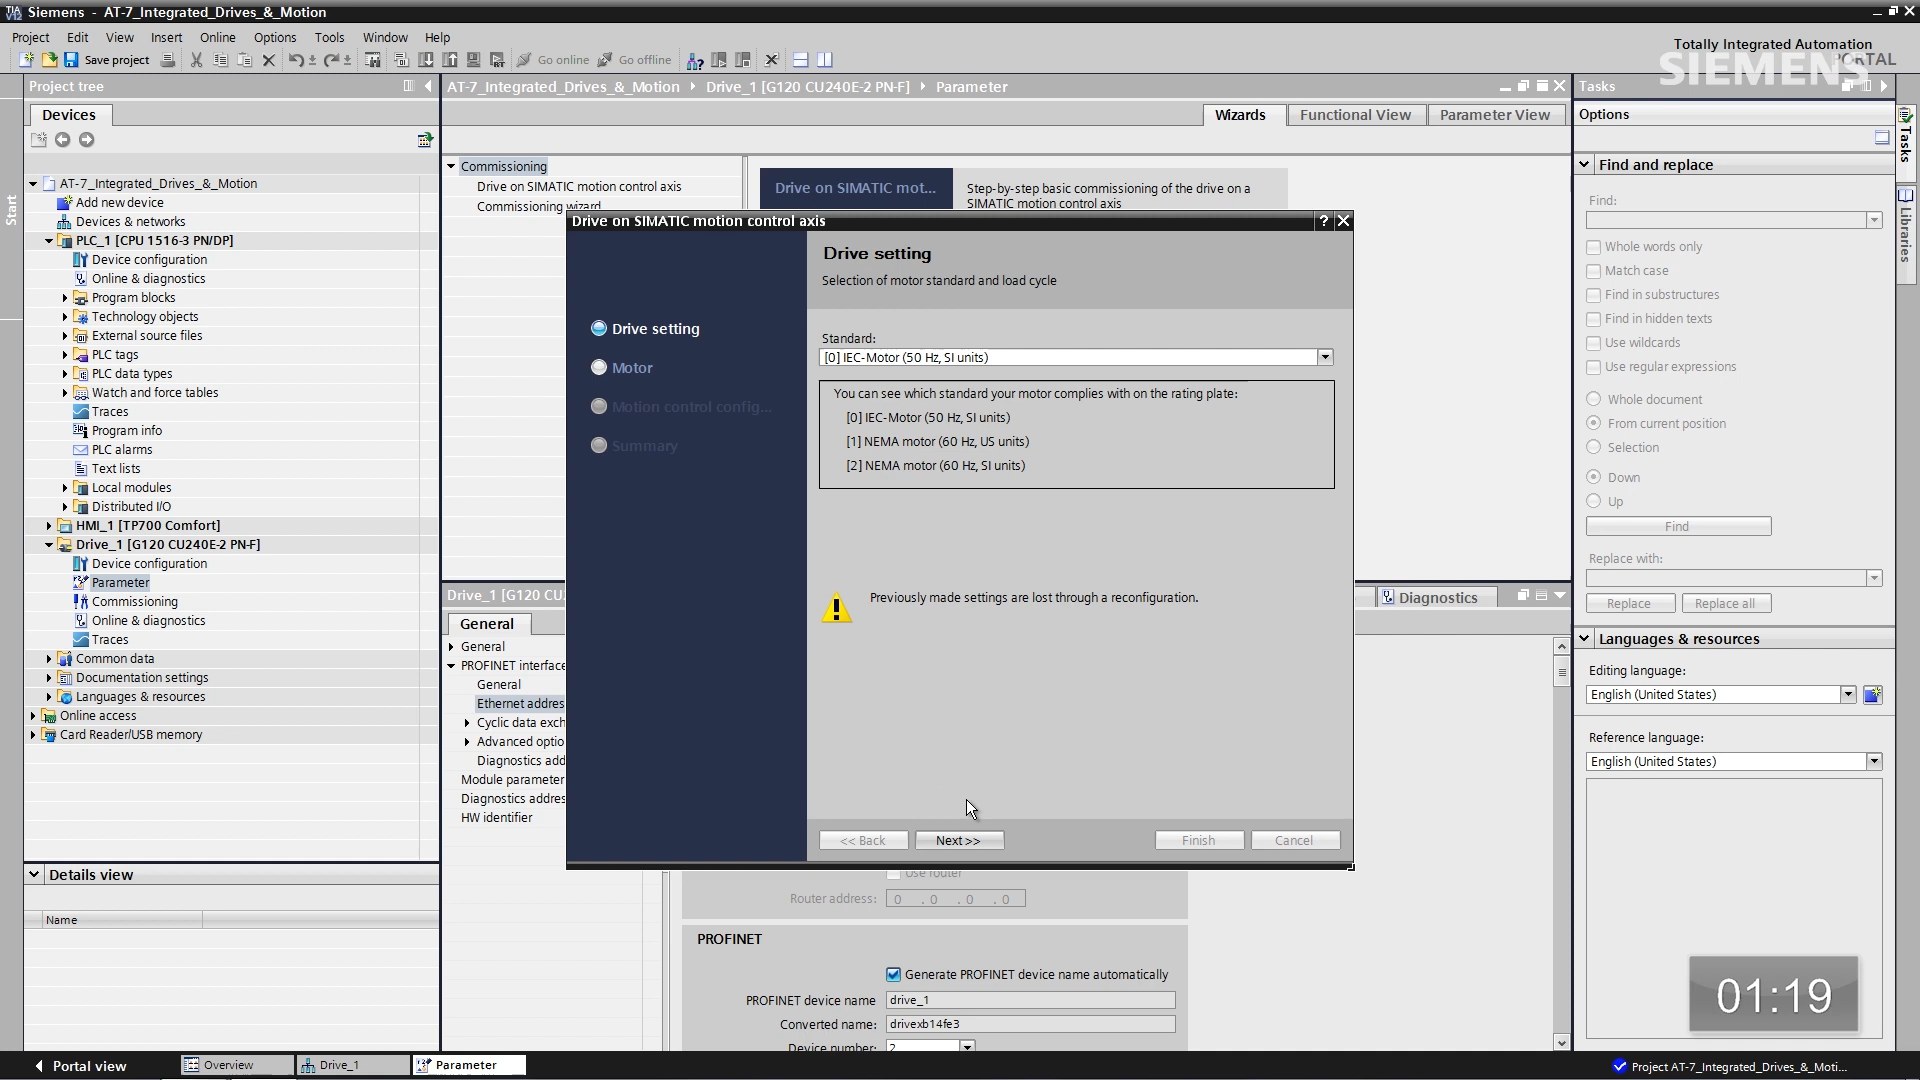 Siemens - AT-7_Integrated_Drives_&_Motion
Project Edit View Insert Online Options Tools Window Help
Totally Integrated Automation
PORTAL
SIEMENS
Save project Go online Go offline
Project tree
AT-7_Integrated_Drives_&_Motion Drive_1 [G120 CU240E-2 PN-F] Parameter
Tasks
Devices
Wizards Functional View Parameter View
Options
Start
Tasks
Libraries
AT-7_Integrated_Drives_&_Motion
Add new device
Devices & networks
PLC_1 [CPU 1516-3 PN/DP]
Device configuration
Online & diagnostics
Program blocks
Technology objects
External source files
PLC tags
PLC data types
Watch and force tables
Traces
Program info
PLC alarms
Text lists
Local modules
Distributed I/O
HMI_1 [TP700 Comfort]
Drive_1 [G120 CU240E-2 PN-F]
Device configuration
Parameter
Commissioning
Online & diagnostics
Traces
Common data
Documentation settings
Languages & resources
Online access
Card Reader/USB memory
Details view
Name
Commissioning
Drive on SIMATIC motion control axis
Commissioning wizard
Drive on SIMATIC mot...
Step-by-step basic commissioning of the drive on a
SIMATIC motion control axis
Drive on SIMATIC motion control axis ?
Drive setting
Selection of motor standard and load cycle
Drive setting
Motor
Motion control config...
Summary
Standard:
[0] IEC-Motor (50 Hz, SI units)
You can see which standard your motor complies with on the rating plate:
[0] IEC-Motor (50 Hz, SI units)
[1] NEMA motor (60 Hz, US units)
[2] NEMA motor (60 Hz, SI units)
Previously made settings are lost through a reconfiguration.
<< Back Next >> Finish Cancel
Drive_1 [G120 CU
Diagnostics
General
General
PROFINET interface
General
Ethernet addres
Cyclic data exch
Advanced optio
Diagnostics add
Module parameter
Diagnostics addres
HW identifier
Use router
Router address: 0 . 0 . 0 . 0
PROFINET
Generate PROFINET device name automatically
PROFINET device name drive_1
Converted name: drivexb14fe3
Device number: 2
Find and replace
Find:
Whole words only
Match case
Find in substructures
Find in hidden texts
Use wildcards
Use regular expressions
Whole document
From current position
Selection
Down
Up
Find
Replace with:
Replace Replace all
Languages & resources
Editing language:
English (United States)
Reference language:
English (United States)
01:19
Portal view Overview Drive_1 Parameter
Project AT-7_Integrated_Drives_&_Moti...